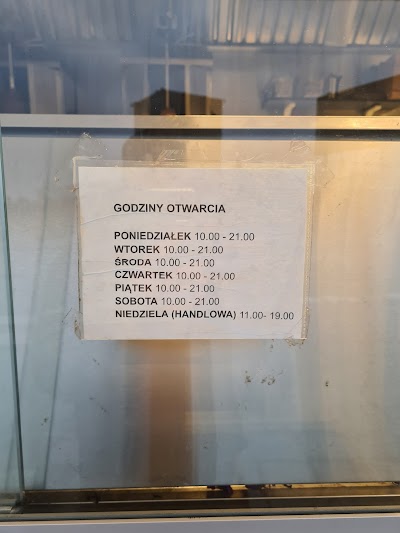 GODZINY OTWARCIA
PONIEDZIAŁEK 10.00 - 21.00
WTOREK 10.00 - 21.00
ŚRODA 10.00 - 21.00
CZWARTEK 10.00 - 21.00
PIĄTEK 10.00 - 21.00
SOBOTA 10.00 - 21.00
NIEDZIELA (HANDLOWA) 11.00- 19.00